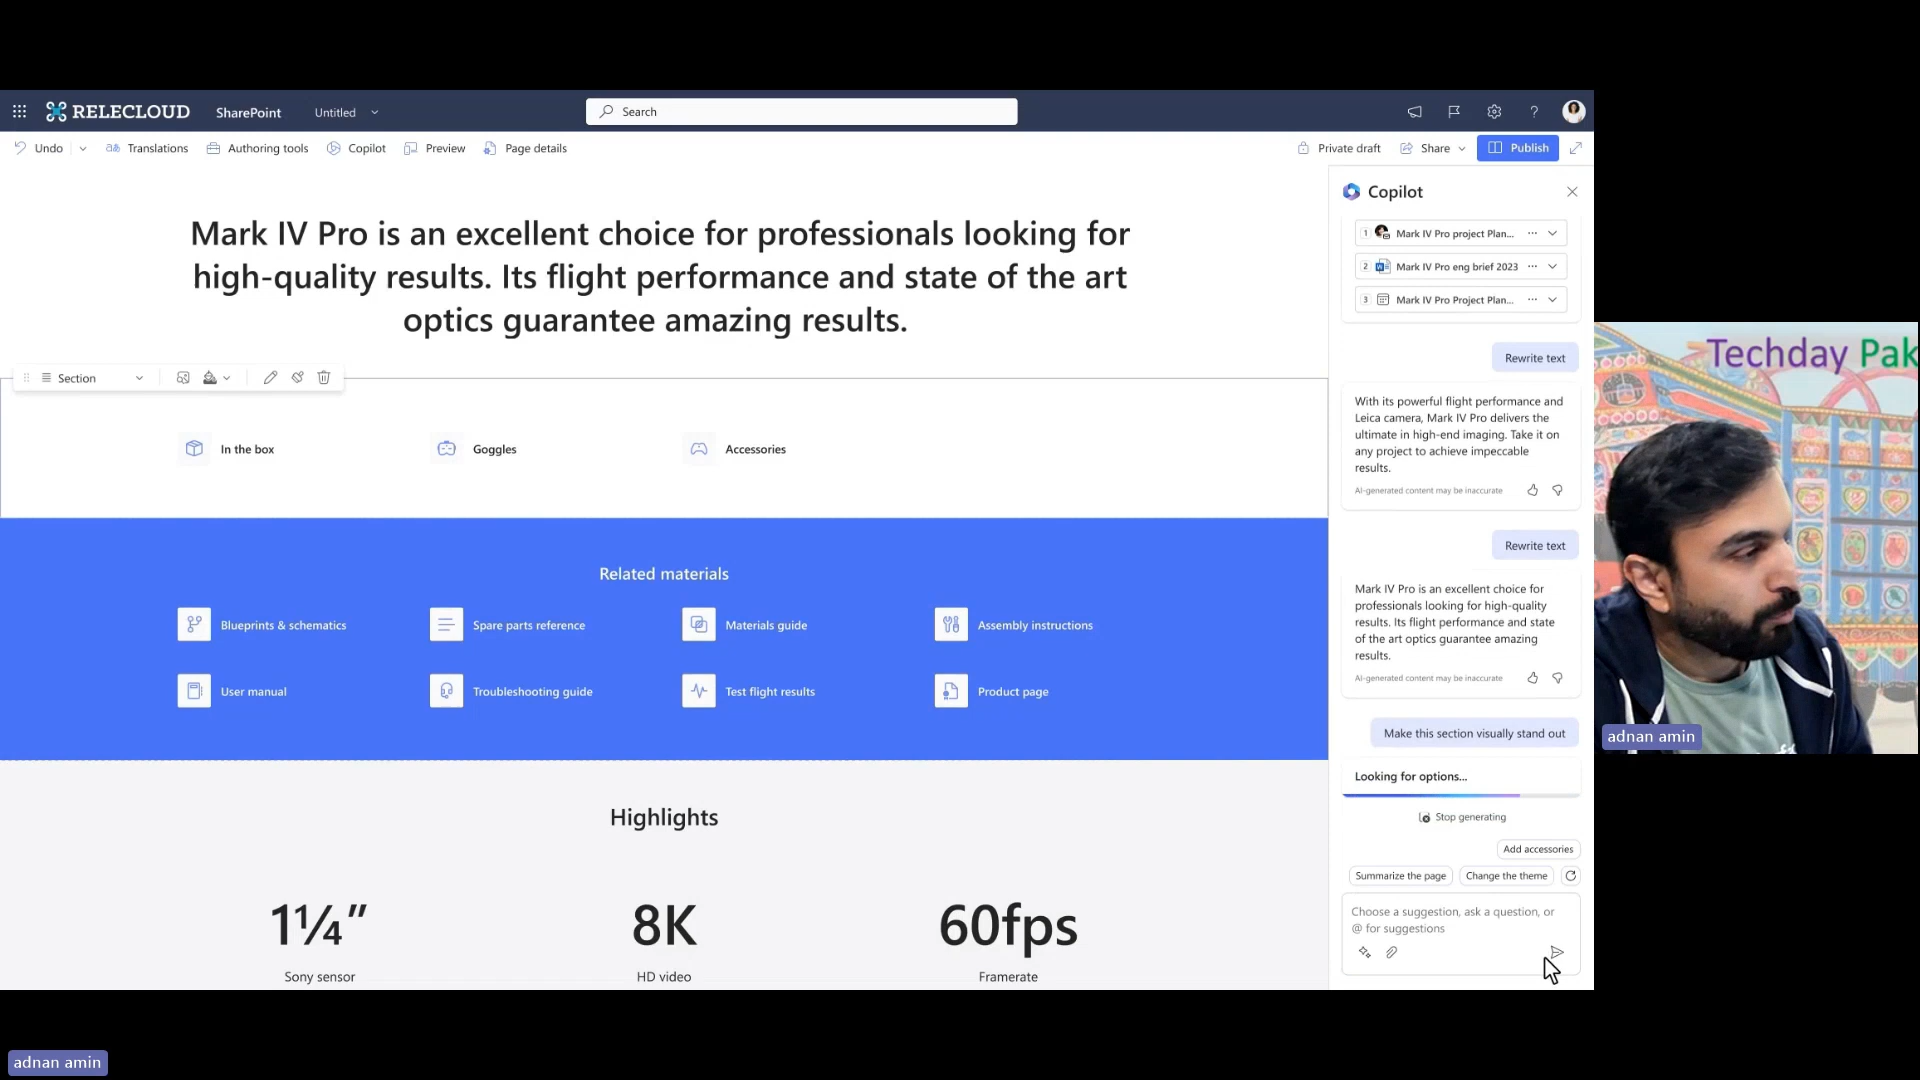 RELECLOUD
SharePoint
Untitled
Search
Undo
Translations
Authoring tools
Copilot
Preview
Page details
Private draft
Share
Publish
Mark IV Pro is an excellent choice for professionals looking for
high-quality results. Its flight performance and state of the art
optics guarantee amazing results.
Section
In the box
Goggles
Accessories
Related materials
Blueprints & schematics
Spare parts reference
Materials guide
Assembly instructions
User manual
Troubleshooting guide
Test flight results
Product page
Highlights
1¼”
8K
60fps
Sony sensor
HD video
Framerate
Copilot
1 Mark IV Pro project Plan...
2 Mark IV Pro eng brief 2023
3 Mark IV Pro Project Plan...
Rewrite text
With its powerful flight performance and
Leica camera, Mark IV Pro delivers the
ultimate in high-end imaging. Take it on
any project to achieve impeccable
results.
AI-generated content may be inaccurate
Rewrite text
Mark IV Pro is an excellent choice for
professionals looking for high-quality
results. Its flight performance and state
of the art optics guarantee amazing
results.
AI-generated content may be inaccurate
Make this section visually stand out
Looking for options...
Stop generating
Add accessories
Summarize the page
Change the theme
Choose a suggestion, ask a question, or
@ for suggestions
Techday Pak
adnan amin
adnan amin